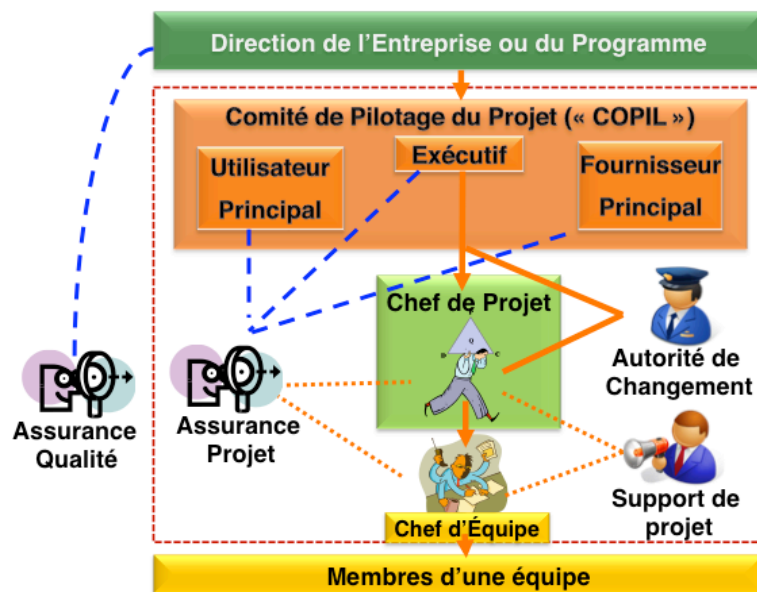 Direction de l'Entreprise ou du Programme
Comité de Pilotage du Projet (« COPIL »)
Utilisateur
Principal
Exécutif
Fournisseur
Principal
Chef de Projet
Q
D
C
Autorité de
Changement
Assurance
Qualité
Assurance
Projet
Support de
projet
Chef d'Équipe
Membres d'une équipe